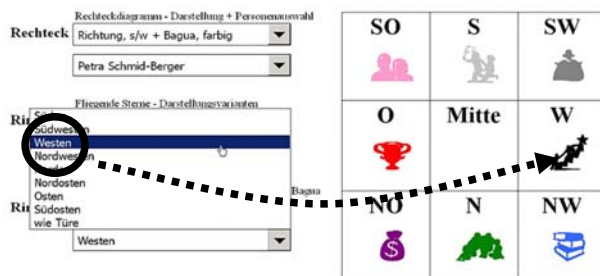 Rechteckdiagramm - Darstellung + Personenauswahl
Rechteck
Richtung, s/w + Bagua, farbig
Petra Schmid-Berger
Fliegende Sterne - Darstellungsvarianten
Südwesten
Westen
Nordwesten
Nordosten
Osten
Südosten
wie Türe
Bagua
Westen
SO S SW
O Mitte W
NO N NW
$